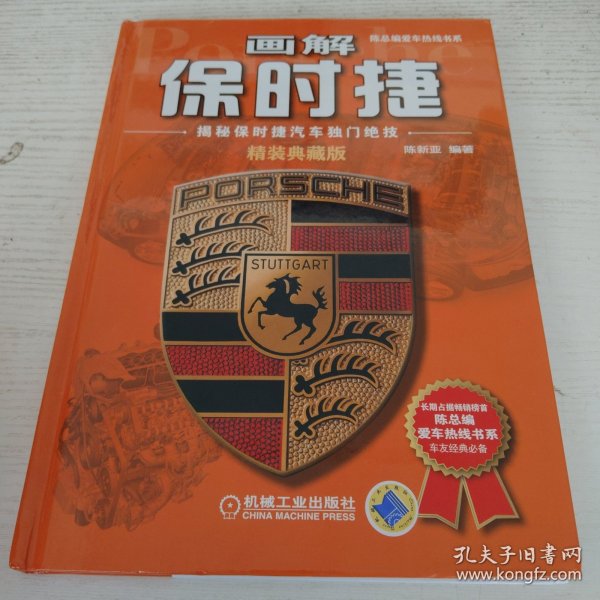 Po
e
画解
陈总编爱车热线书系
保时捷
揭秘保时捷汽车独门绝技
精装典藏版
陈新亚 编著
PORSCHE
STUTTGART
长期占据畅销榜首
陈总编
爱车热线书系
车友经典必备
机械工业出版社
CHINA MACHINE PRESS
孔夫子旧书网
www.kongfz.com